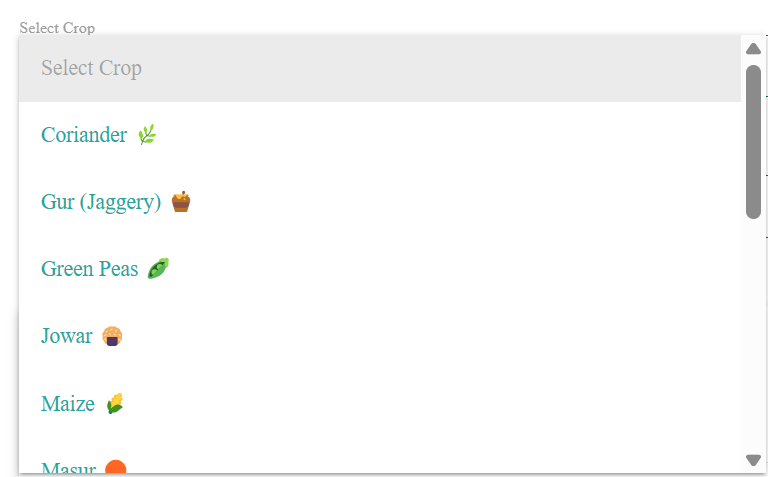 Select Crop
Select Crop
Coriander 🌿
Gur (Jaggery) 🍯
Green Peas 🫛
Jowar 🍘
Maize 🌽
Masur 🟠